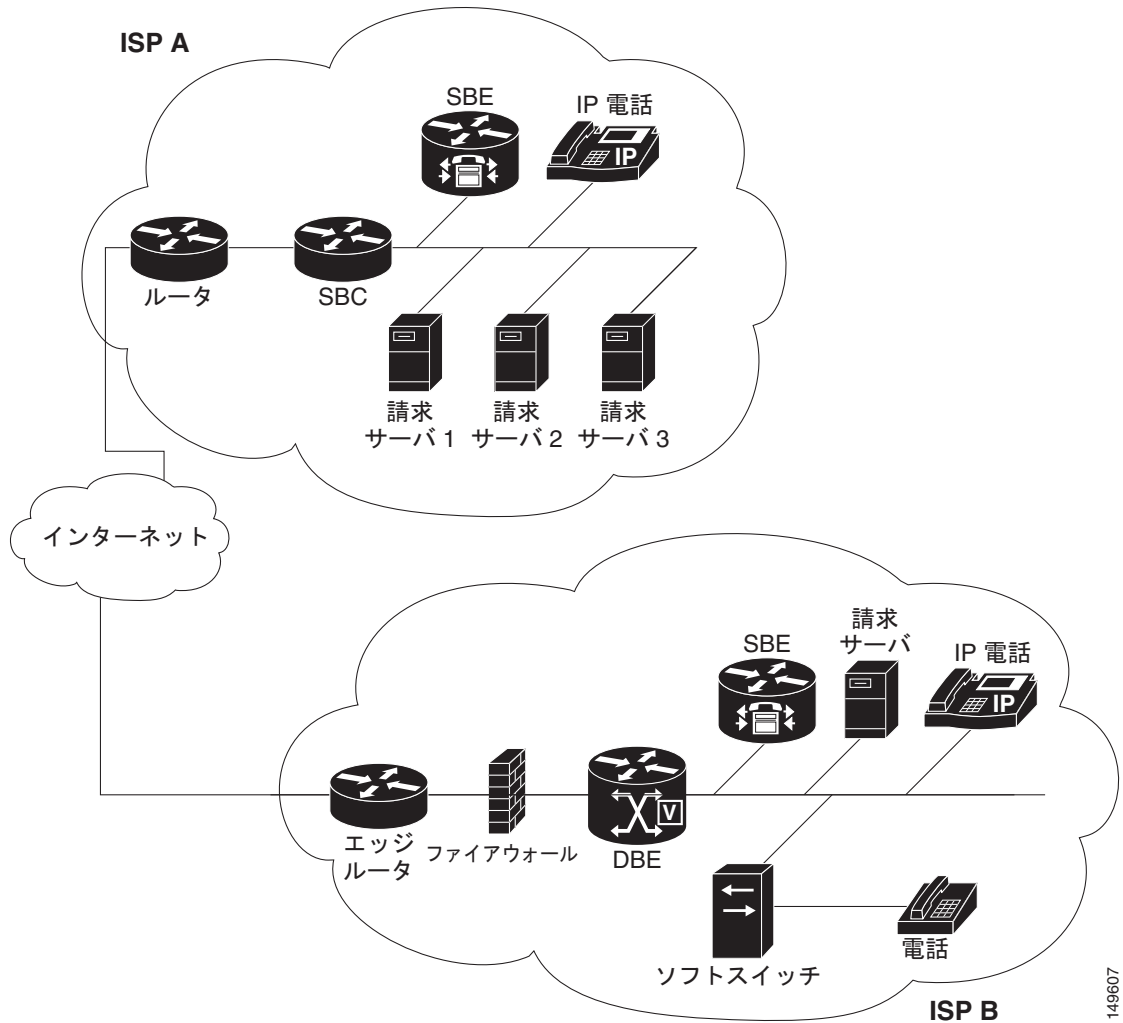 ISP A
SBE
IP 電話
IP
ルータ
SBC
請求
サーバ 1
請求
サーバ 2
請求
サーバ 3
インターネット
SBE
請求
サーバ
IP 電話
IP
V
エッジ
ルータ
ファイアウォール
DBE
ソフトスイッチ
電話
ISP B
149607